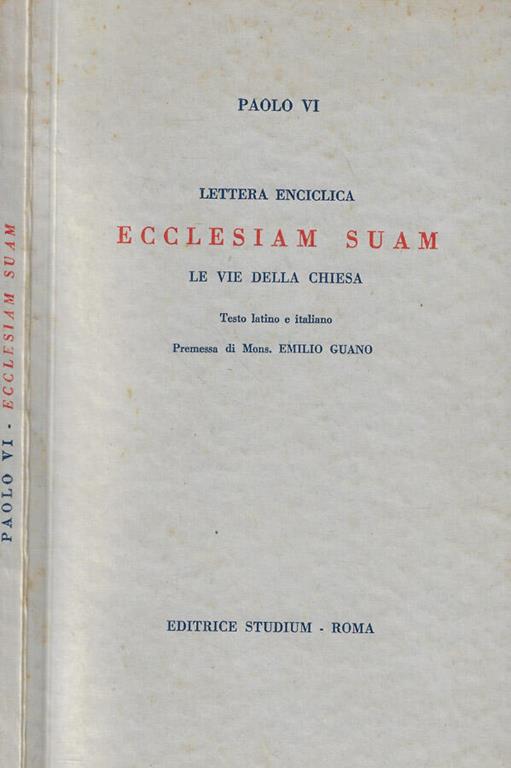 PAOLO VI
LETTERA ENCICLICA
ECCLESIAM SUAM
LE VIE DELLA CHIESA
Testo latino e italiano
Premessa di Mons. EMILIO GUANO
EDITRICE STUDIUM - ROMA
PAOLO VI - ECCLESIAM SUAM